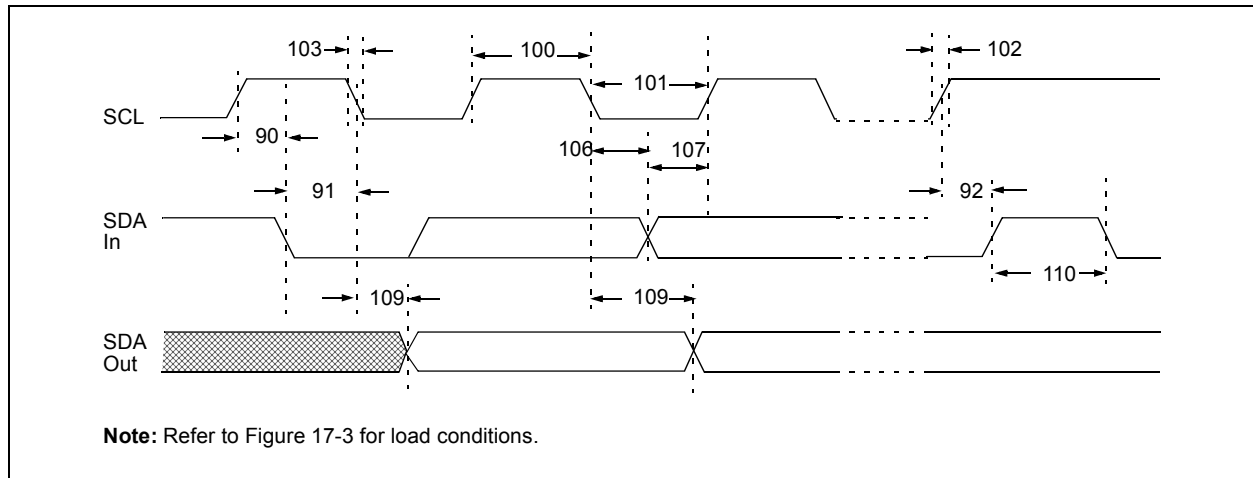 103
100
102
101
SCL
90
106
107
91
92
SDA
In
110
109
109
SDA
Out
Note: Refer to Figure 17-3 for load conditions.